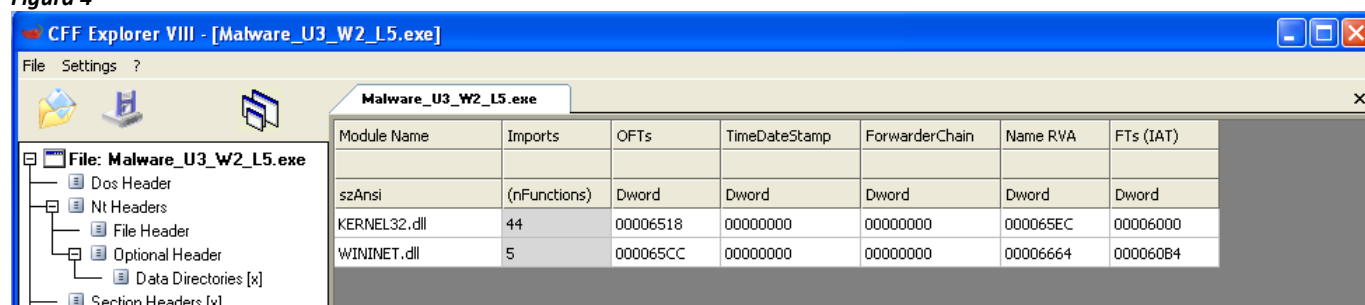 Figura 4
CFF Explorer VIII - [Malware_U3_W2_L5.exe]
File Settings ?
Malware_U3_W2_L5.exe
File: Malware_U3_W2_L5.exe
Dos Header
Nt Headers
File Header
Optional Header
Data Directories [x]
Section Headers [x]
Module Name Imports OFTs TimeDateStamp ForwarderChain Name RVA FTs (IAT)
szAnsi (nFunctions) Dword Dword Dword Dword Dword
KERNEL32.dll 44 00006518 00000000 00000000 000065EC 00006000
WININET.dll 5 000065CC 00000000 00000000 00006664 000060B4